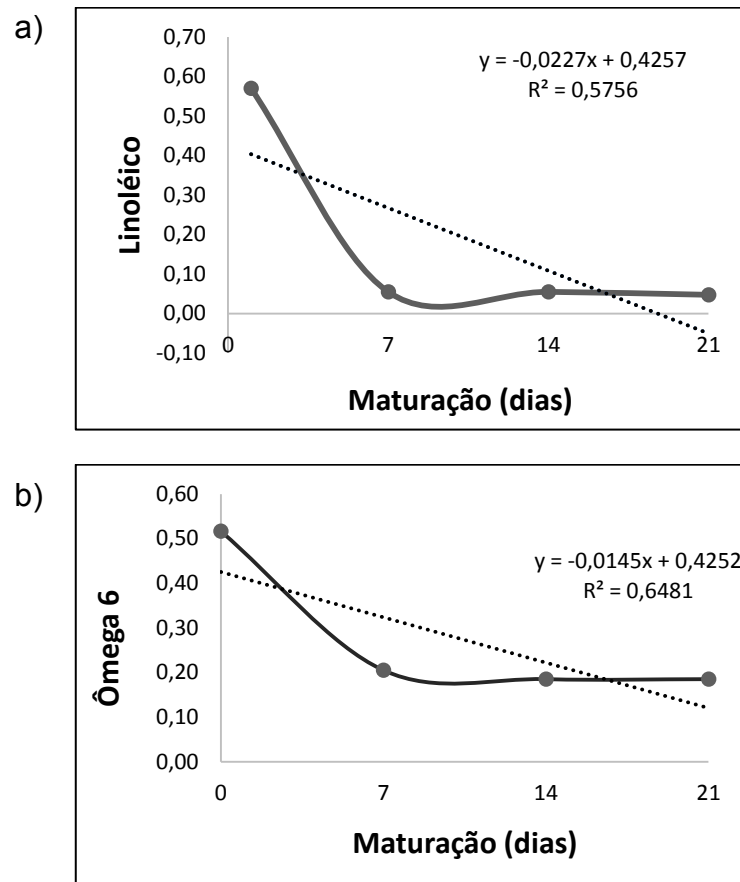 a)
0,70
0,60
0,50
0,40
0,30
0,20
0,10
0,00
-0,10
Linoléico
y = -0,0227x + 0,4257
R² = 0,5756
0 7 14 21
Maturação (dias)
b)
0,60
0,50
0,40
0,30
0,20
0,10
0,00
Ômega 6
y = -0,0145x + 0,4252
R² = 0,6481
0 7 14 21
Maturação (dias)